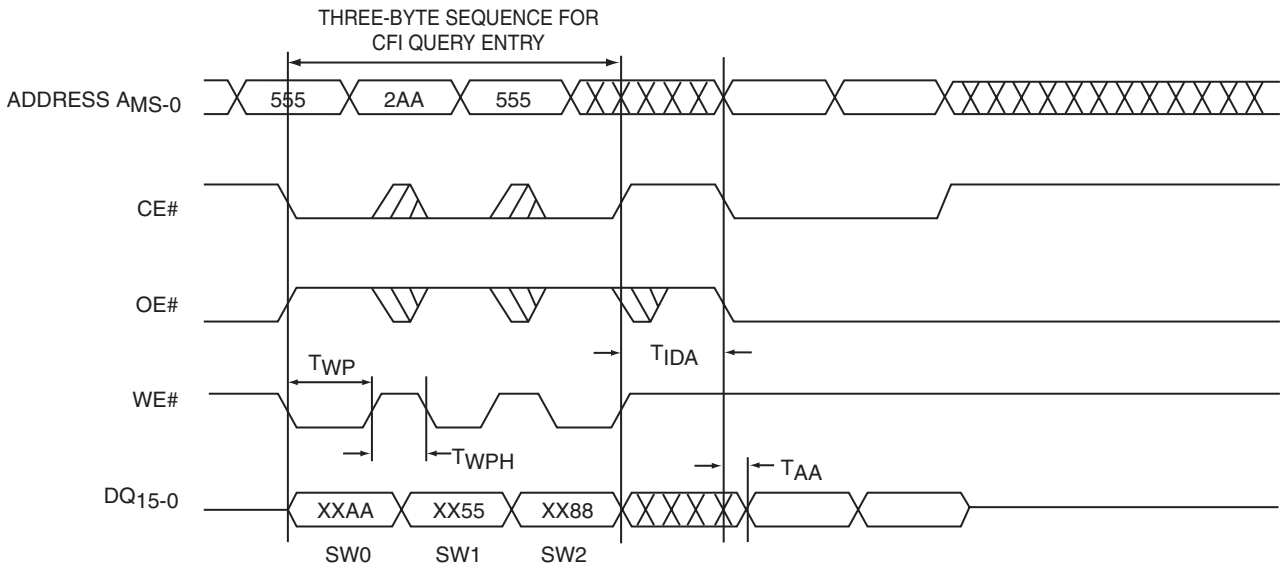 THREE-BYTE SEQUENCE FOR
CFI QUERY ENTRY
ADDRESS AMS-0
555 2AA 555
CE#
OE#
TIDA
TWP
WE#
TWPH
TAA
DQ15-0
XXAA XX55 XX88
SW0 SW1 SW2